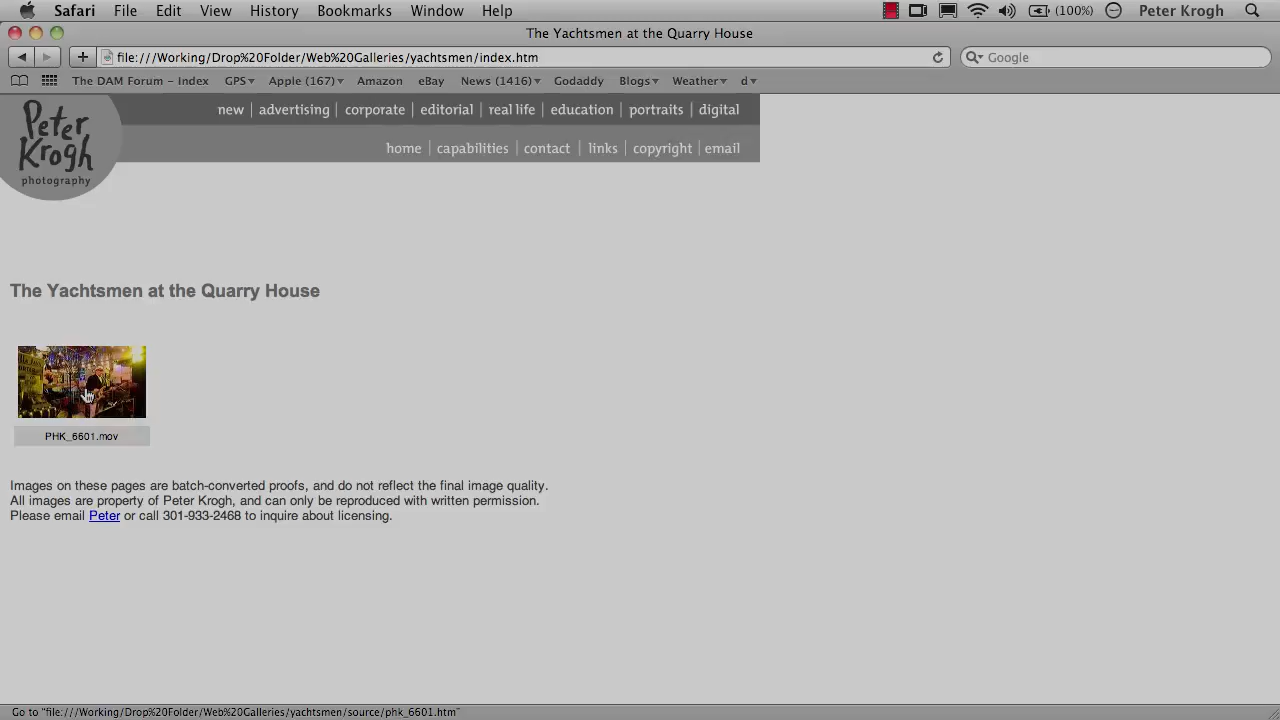 Safari File Edit View History Bookmarks Window Help (100%) Peter Krogh
The Yachtsmen at the Quarry House
file:///Working/Drop%20Folder/Web%20Galleries/yachtsmen/index.htm Google
The DAM Forum - Index GPS Apple (167) Amazon eBay News (1416) Godaddy Blogs Weather d
Peter Krogh photography
new | advertising | corporate | editorial | real life | education | portraits | digital
home | capabilities | contact | links | copyright | email
The Yachtsmen at the Quarry House
PHK_6601.mov
Images on these pages are batch-converted proofs, and do not reflect the final image quality.
All images are property of Peter Krogh, and can only be reproduced with written permission.
Please email Peter or call 301-933-2468 to inquire about licensing.
Go to "file:///Working/Drop%20Folder/Web%20Galleries/yachtsmen/source/phk_6601.htm"